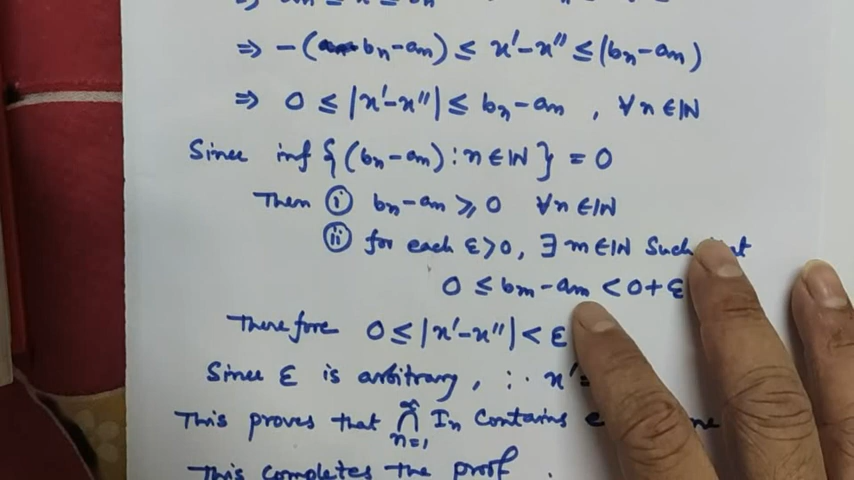 ⇒ -(bn-an) ≤ x'-x'' ≤ (bn-an)
⇒ 0 ≤ |x'-x''| ≤ bn-an , ∀n∈ℕ
Since inf {(bn-an) : n∈ℕ} = 0
Then (i) bn-an ≥ 0 ∀n∈ℕ
(ii) for each ε>0, ∃ m∈ℕ Such
0 ≤ bm-am < 0+ε
Therefore 0 ≤ |x'-x''| < ε
Since ε is arbitrary, ∴ x'=
This proves that ∞∩n=1 In Contains
This completes the proof.